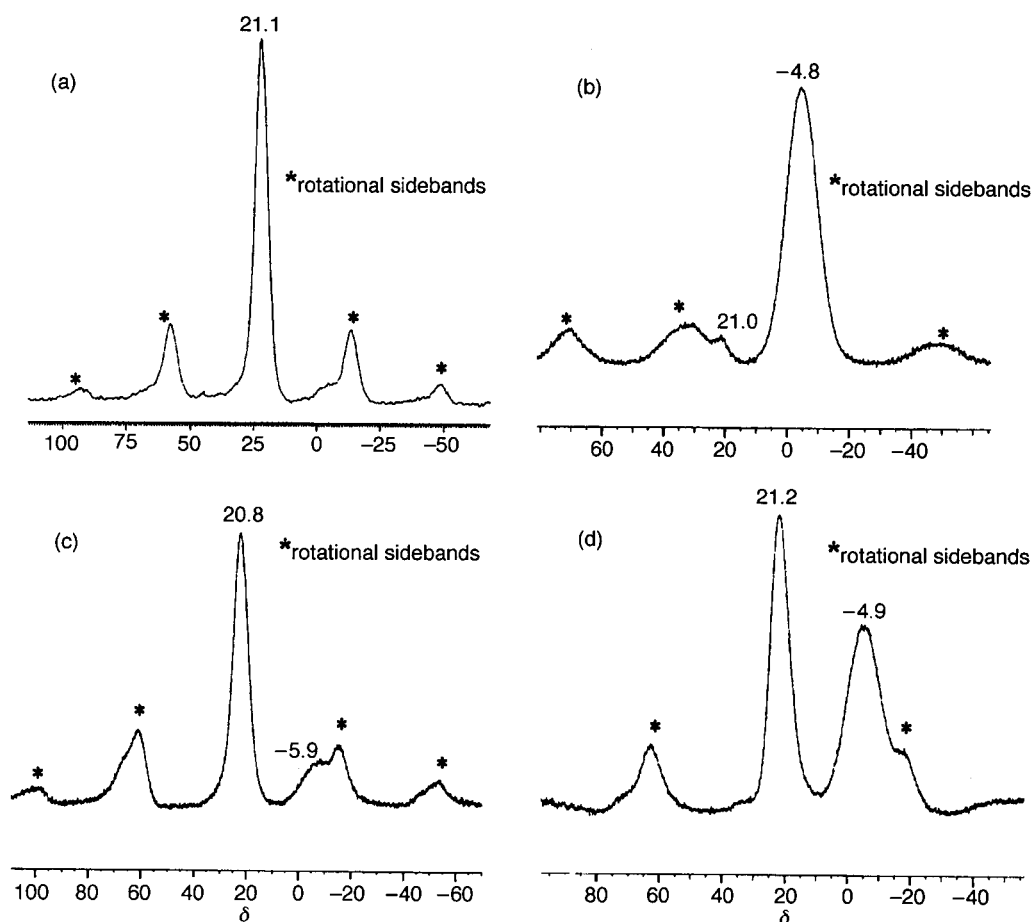 (a)
21.1
*rotational sidebands
* * * *
100 75 50 25 0 −25 −50
(b)
−4.8
*rotational sidebands
* * 21.0 *
60 40 20 0 −20 −40
(c)
20.8
*rotational sidebands
* * −5.9 * *
100 80 60 40 20 0 −20 −40 −60
δ
(d)
21.2
*rotational sidebands
−4.9
* *
80 60 40 20 0 −20 −40
δ